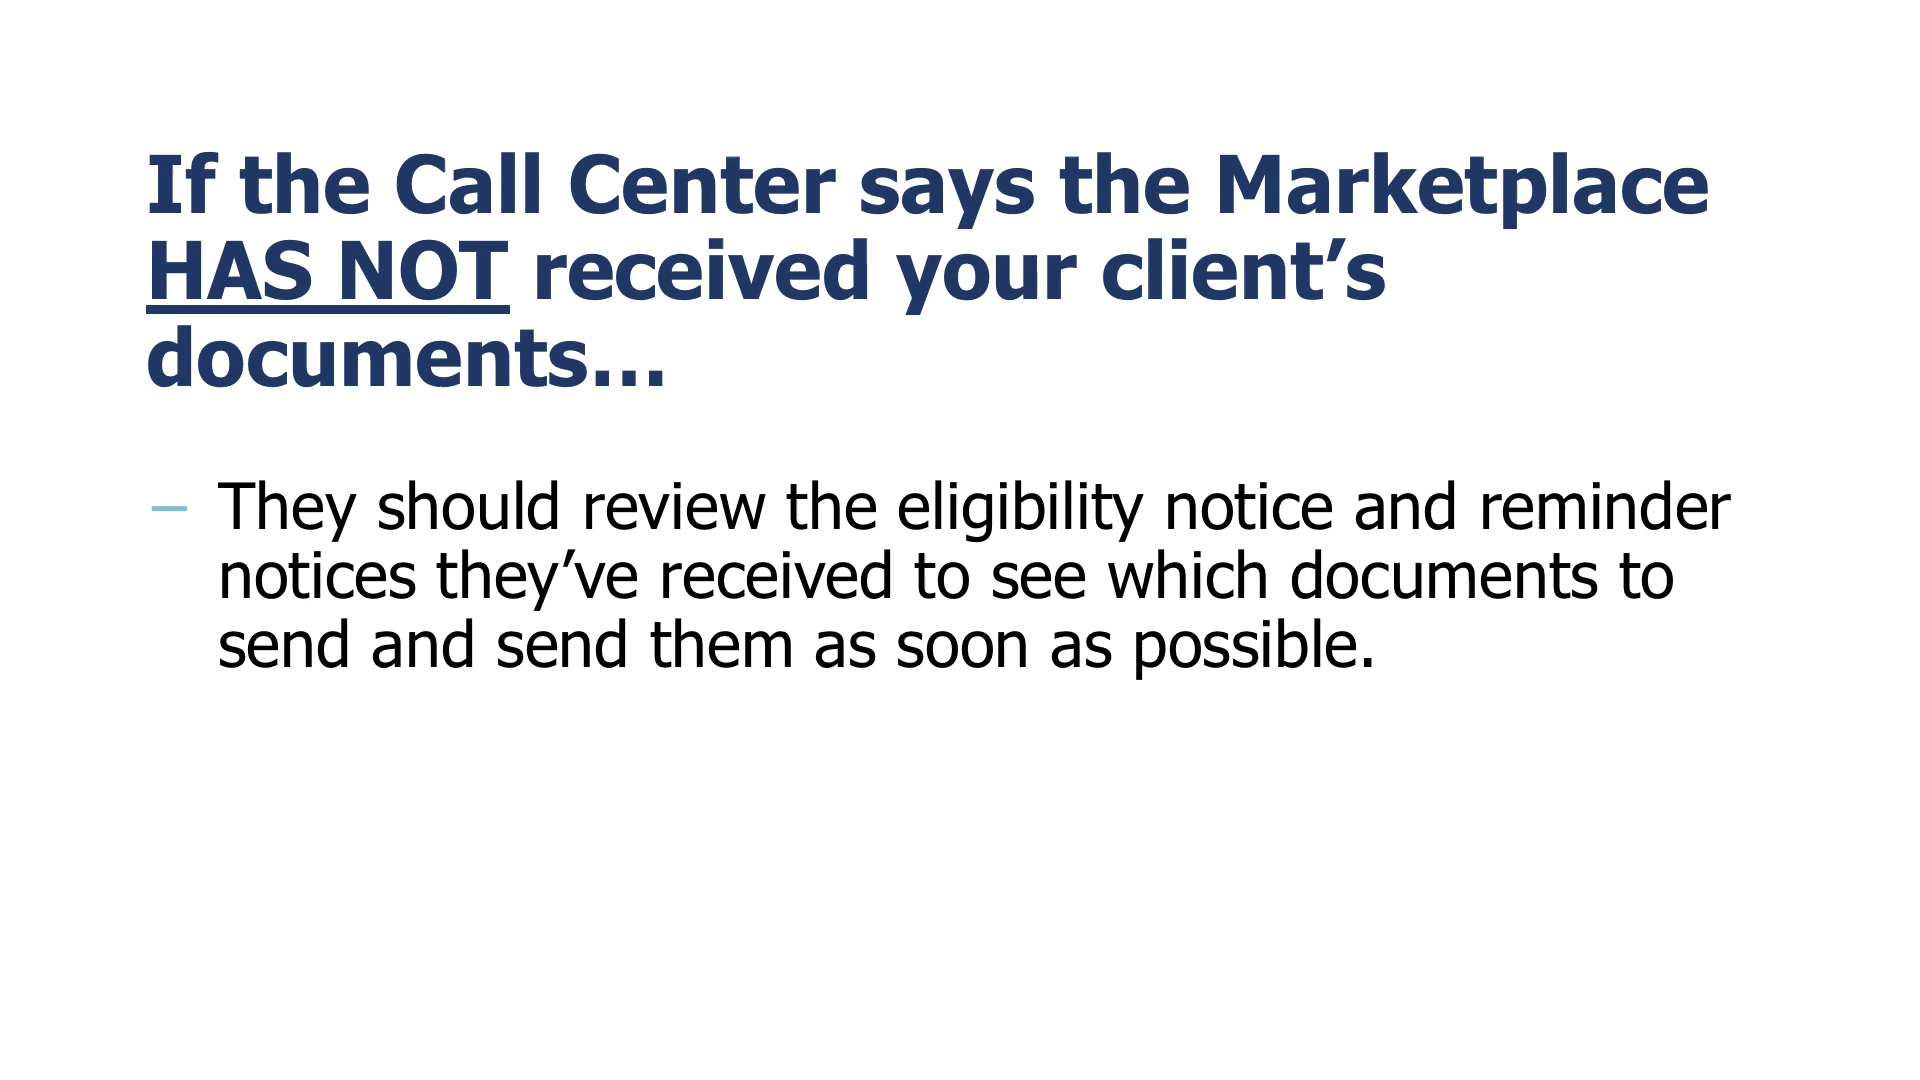 If the Call Center says the Marketplace
HAS NOT received your client’s
documents…
– They should review the eligibility notice and reminder
notices they’ve received to see which documents to
send and send them as soon as possible.